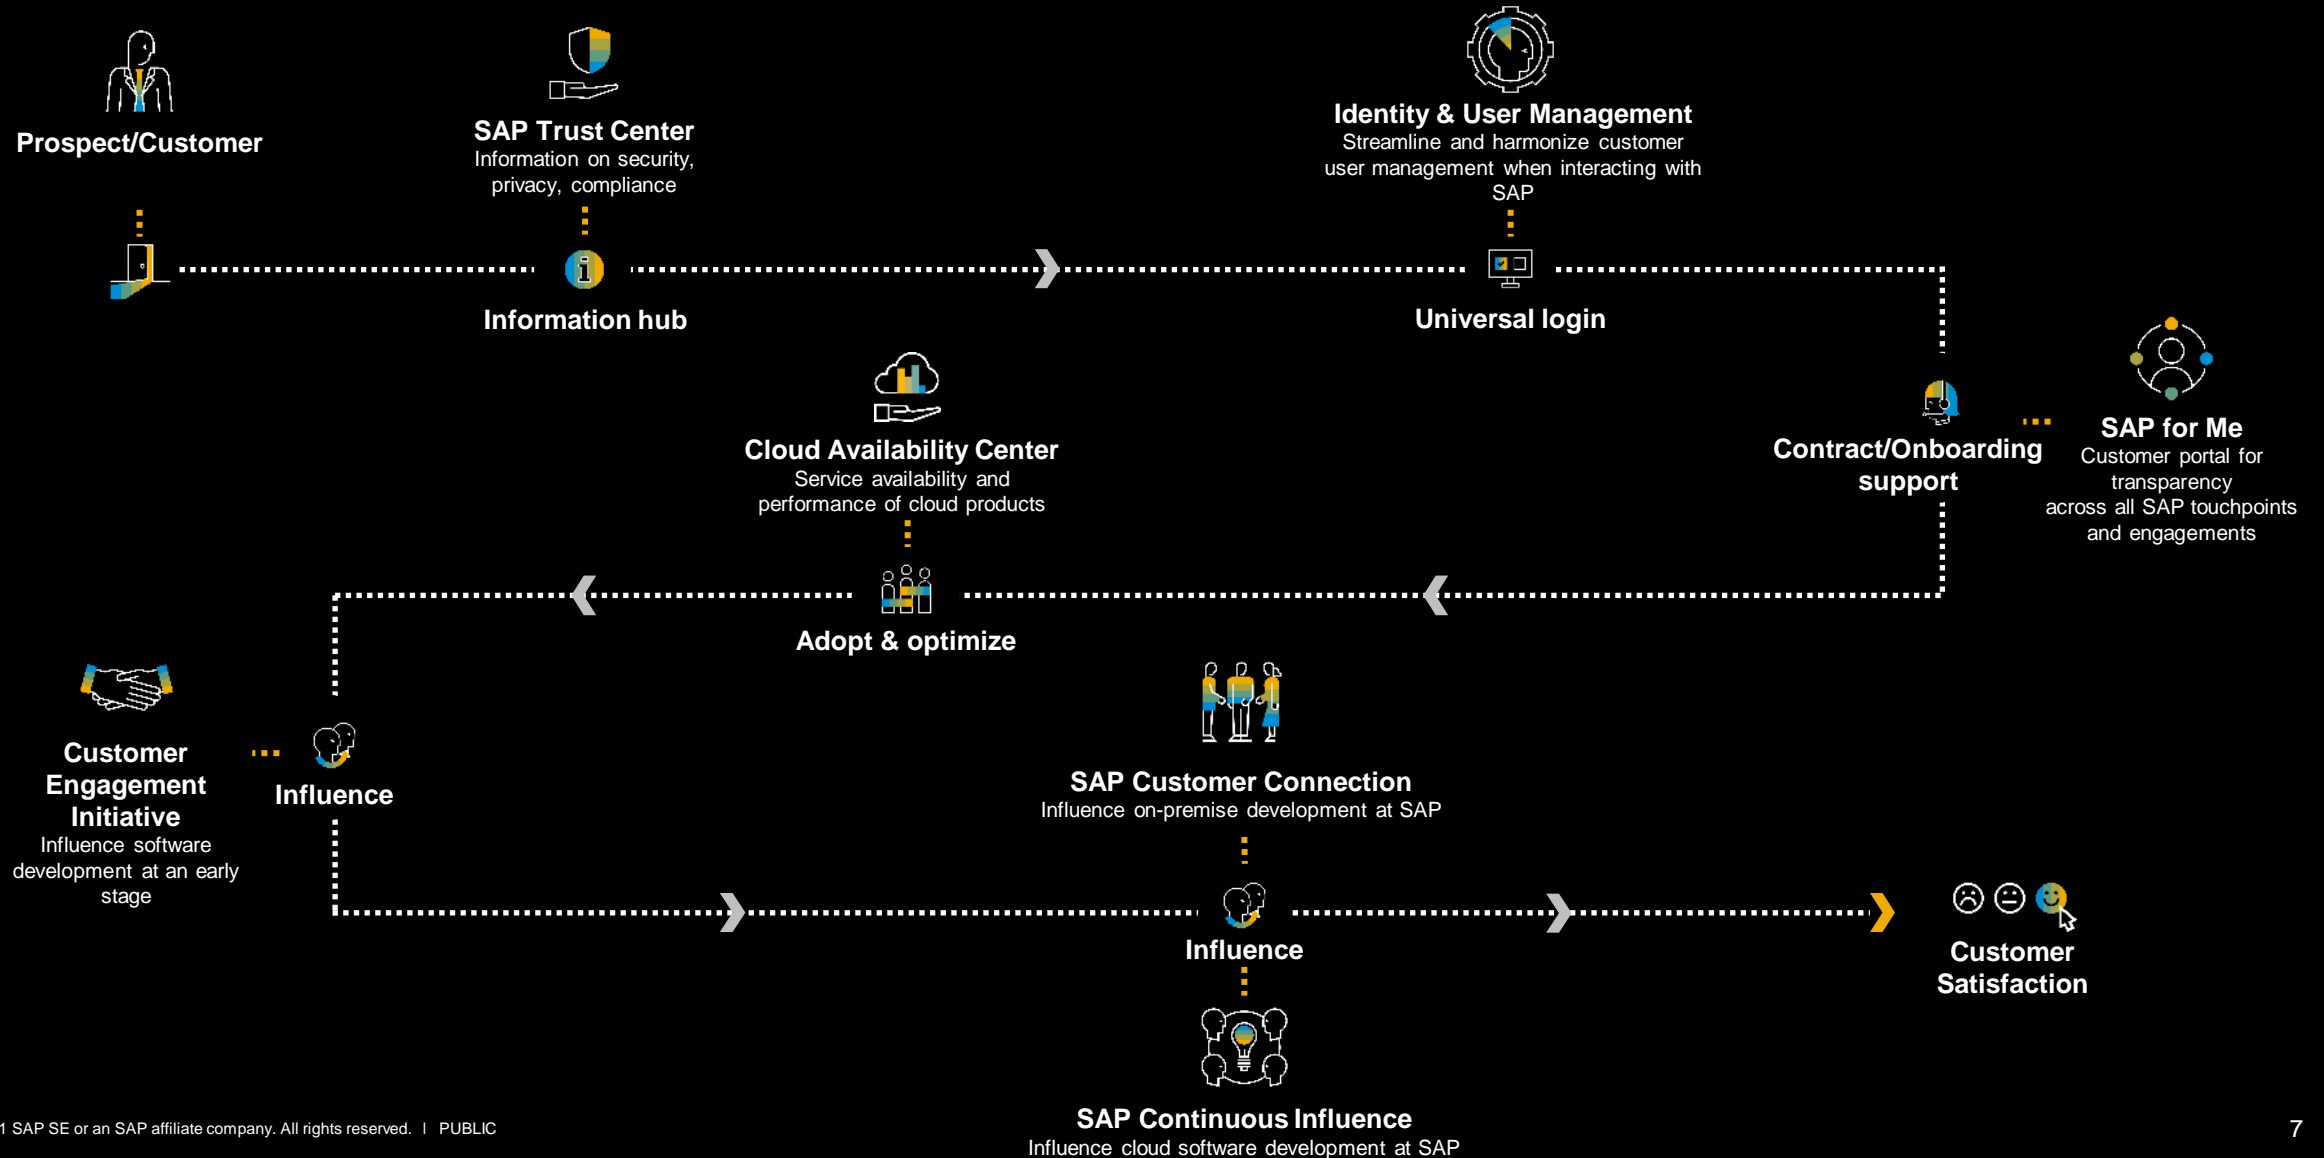 Prospect/Customer
SAP Trust Center
Information on security,
privacy, compliance
Identity & User Management
Streamline and harmonize customer
user management when interacting with
SAP
Information hub
Universal login
Cloud Availability Center
Service availability and
performance of cloud products
Contract/Onboarding
support
SAP for Me
Customer portal for
transparency
across all SAP touchpoints
and engagements
Adopt & optimize
Customer
Engagement
Initiative
Influence software
development at an early
stage
Influence
SAP Customer Connection
Influence on-premise development at SAP
Influence
Customer
Satisfaction
SAP Continuous Influence
Influence cloud software development at SAP
1 SAP SE or an SAP affiliate company. All rights reserved. ǀ PUBLIC
7